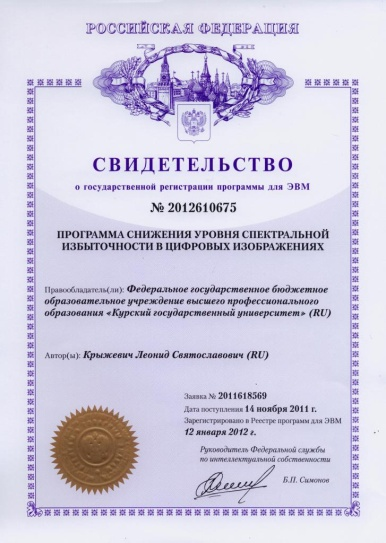 РОССИЙСКАЯ ФЕДЕРАЦИЯ
СВИДЕТЕЛЬСТВО
о государственной регистрации программы для ЭВМ
№ 2012610675
ПРОГРАММА СНИЖЕНИЯ УРОВНЯ СПЕКТРАЛЬНОЙ
ИЗБЫТОЧНОСТИ В ЦИФРОВЫХ ИЗОБРАЖЕНИЯХ
Правообладатель(ли): Федеральное государственное бюджетное
образовательное учреждение высшего профессионального
образования «Курский государственный университет» (RU)
Автор(ы): Крыжевич Леонид Святославович (RU)
Заявка № 2011618569
Дата поступления 14 ноября 2011 г.
Зарегистрировано в Реестре программ для ЭВМ
12 января 2012 г.
Руководитель Федеральной службы
по интеллектуальной собственности
Б.П. Симонов